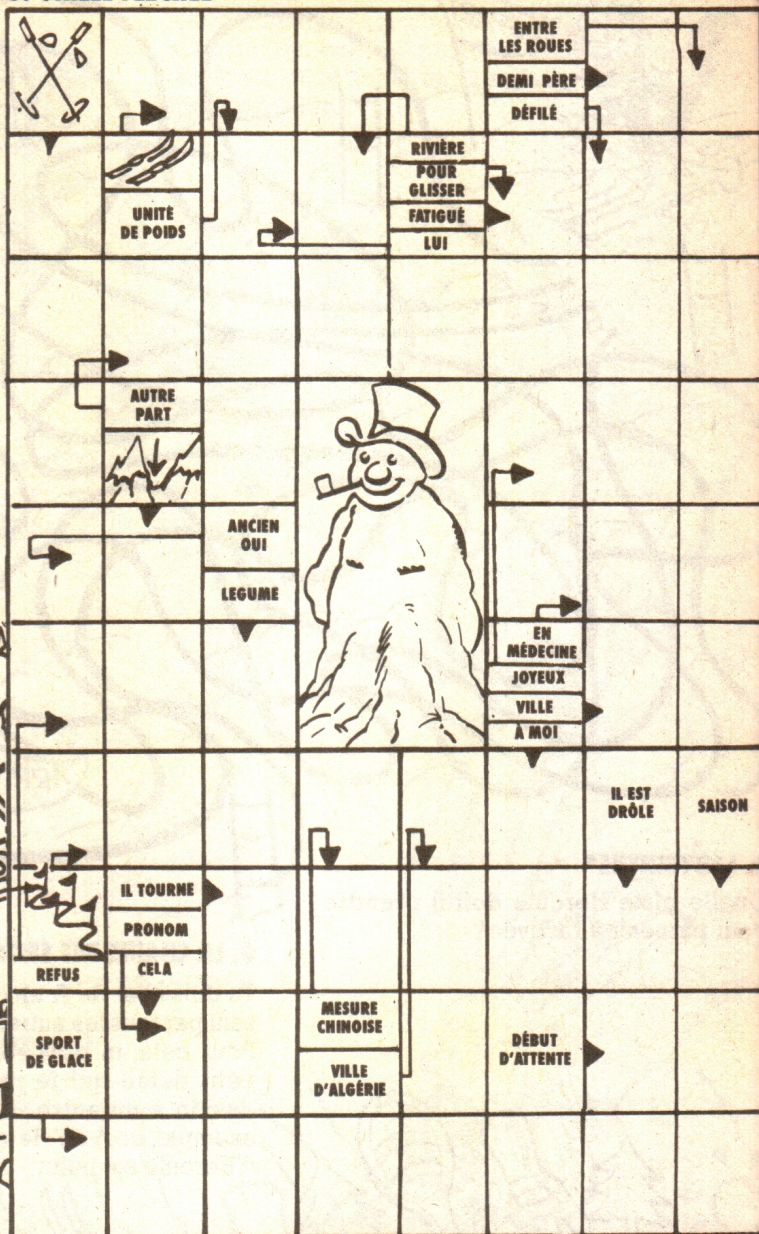 ENTRE
LES ROUES
DEMI PÈRE
DÉFILÉ
RIVIÈRE
POUR
GLISSER
FATIGUÉ
LUI
UNITÉ
DE POIDS
AUTRE
PART
ANCIEN
OUI
LEGUME
EN
MÉDECINE
JOYEUX
VILLE
À MOI
IL EST
DRÔLE
SAISON
IL TOURNE
PRONOM
CELA
REFUS
SPORT
DE GLACE
MESURE
CHINOISE
VILLE
D'ALGÉRIE
DÉBUT
D'ATTENTE